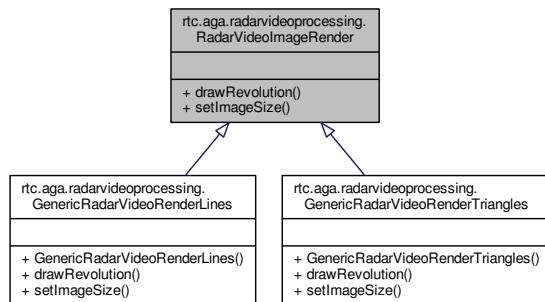 rtc.aga.radarvideoprocessing.
RadarVideoImageRender
+ drawRevolution()
+ setImageSize()
rtc.aga.radarvideoprocessing.
GenericRadarVideoRenderLines
+ GenericRadarVideoRenderLines()
+ drawRevolution()
+ setImageSize()
rtc.aga.radarvideoprocessing.
GenericRadarVideoRenderTriangles
+ GenericRadarVideoRenderTriangles()
+ drawRevolution()
+ setImageSize()